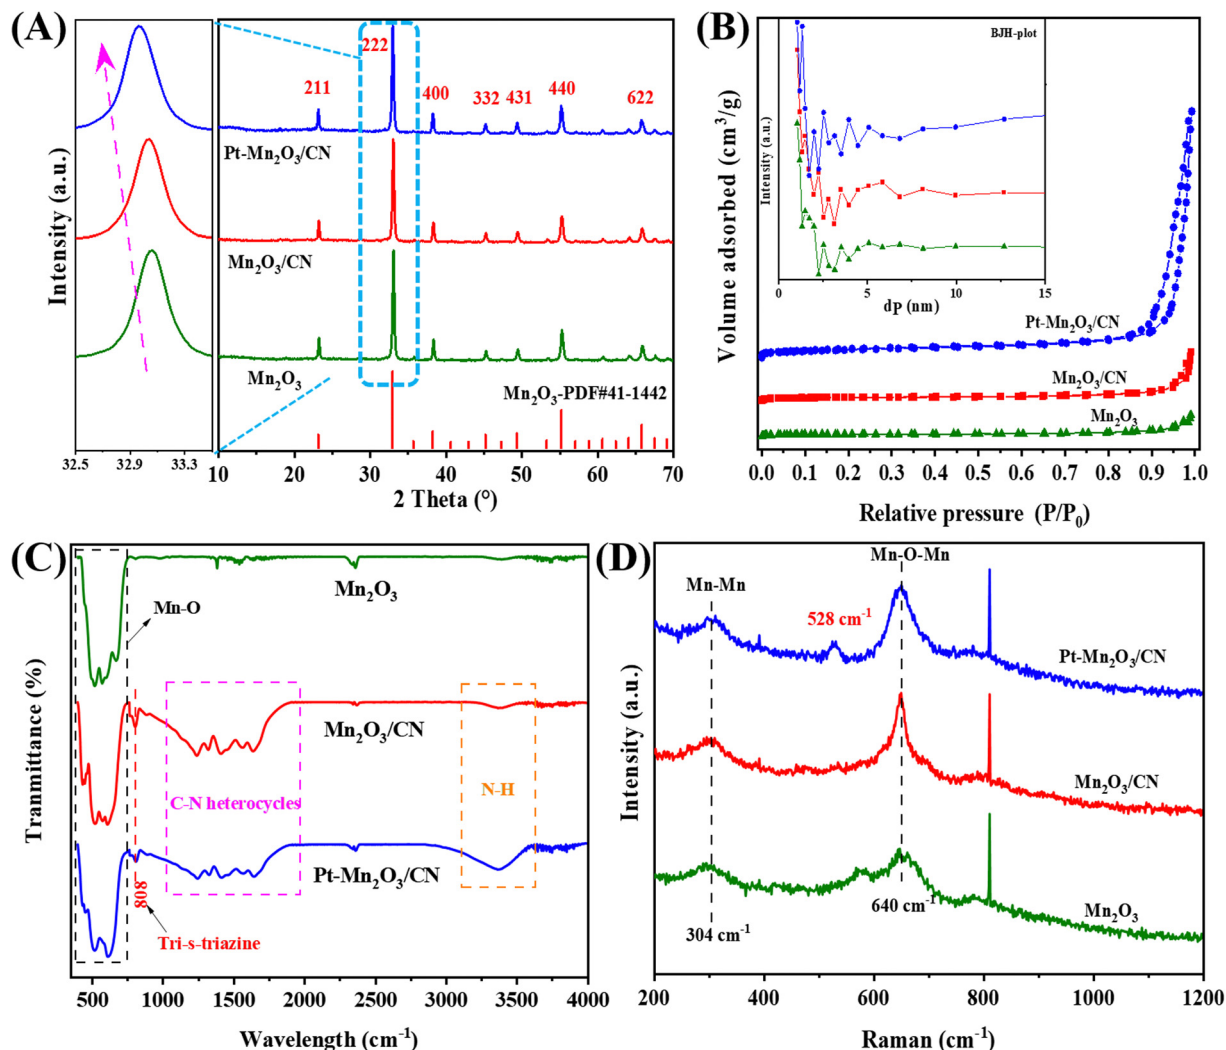 (A)
Intensity (a.u.)
222
211
400
332
431
440
622
Pt-Mn₂O₃/CN
Mn₂O₃/CN
Mn₂O₃
Mn₂O₃-PDF#41-1442
32.5 32.9 33.3
10 20 30 40 50 60 70
2 Theta (°)
(B)
Volume adsorbed (cm³/g)
BJH-plot
Intensity (a.u.)
0 5 10 15
dP (nm)
Pt-Mn₂O₃/CN
Mn₂O₃/CN
Mn₂O₃
0.0 0.1 0.2 0.3 0.4 0.5 0.6 0.7 0.8 0.9 1.0
Relative pressure (P/P₀)
(C)
Tranmittance (%)
Mn₂O₃
Mn-O
Mn₂O₃/CN
C-N heterocycles
N-H
Pt-Mn₂O₃/CN
808
Tri-s-triazine
500 1000 1500 2000 2500 3000 3500 4000
Wavelength (cm⁻¹)
(D)
Intensity (a.u.)
Mn-O-Mn
Mn-Mn
528 cm⁻¹
Pt-Mn₂O₃/CN
Mn₂O₃/CN
640 cm⁻¹
Mn₂O₃
304 cm⁻¹
200 400 600 800 1000 1200
Raman (cm⁻¹)